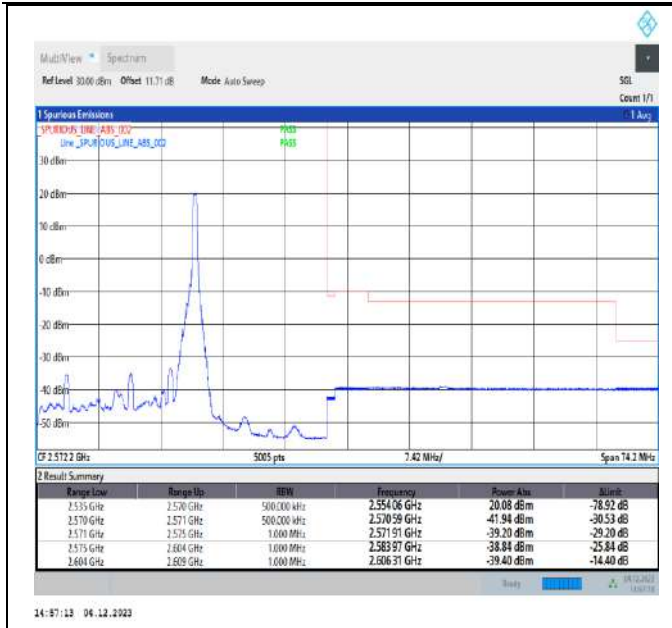 MultiView Spectrum
Ref Level 30.00 dBm Offset 11.71 dB Mode Auto Sweep SGL
Count 1/1
1 Spurious Emissions 1 Avg
_SPURIOUS_LINE_ABS_002 PASS
Line _SPURIOUS_LINE_ABS_002 PASS
30 dBm
20 dBm
10 dBm
0 dBm
-10 dBm
-20 dBm
-30 dBm
-40 dBm
-50 dBm
CF 2.572 2 GHz 5005 pts 7.42 MHz/ Span 74.2 MHz
2 Result Summary
Range Low Range Up RBW Frequency Power Abs ΔLimit
2.535 GHz 2.570 GHz 500.000 kHz 2.554 06 GHz 20.08 dBm -78.92 dB
2.570 GHz 2.571 GHz 500.000 kHz 2.570 59 GHz -41.94 dBm -30.53 dB
2.571 GHz 2.575 GHz 1.000 MHz 2.571 91 GHz -39.20 dBm -29.20 dB
2.575 GHz 2.604 GHz 1.000 MHz 2.583 97 GHz -38.84 dBm -25.84 dB
2.604 GHz 2.609 GHz 1.000 MHz 2.606 31 GHz -39.40 dBm -14.40 dB
Ready
14:57:13 04.12.2023